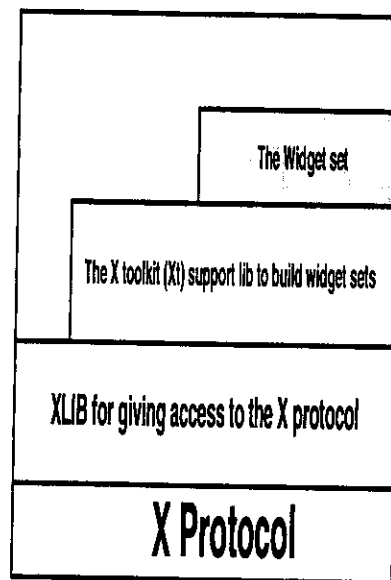 The Widget set
The X toolkit (Xt) support lib to build widget sets
XLIB for giving access to the X protocol
X Protocol